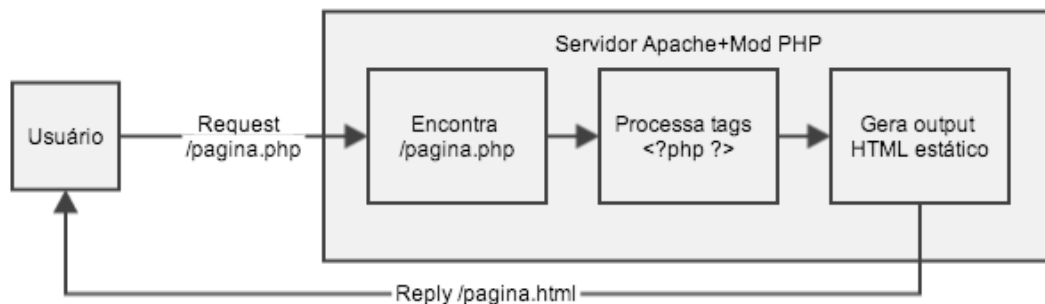 Servidor Apache+Mod PHP
Usuário
Request
/pagina.php
Encontra
/pagina.php
Processa tags
<?php ?>
Gera output
HTML estático
Reply /pagina.html